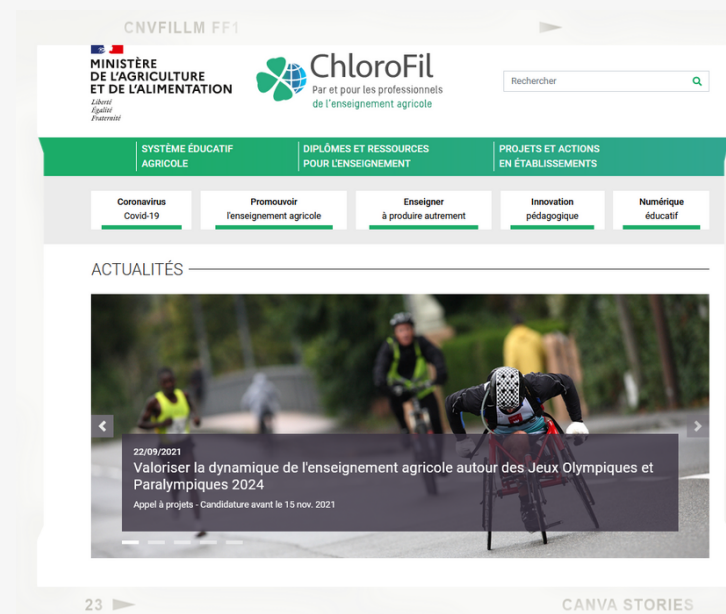 CNVFILLM FF1
MINISTÈRE
DE L'AGRICULTURE
ET DE L'ALIMENTATION
Liberté
Égalité
Fraternité
ChloroFil
Par et pour les professionnels
de l'enseignement agricole
Rechercher
SYSTÈME ÉDUCATIF
AGRICOLE
DIPLÔMES ET RESSOURCES
POUR L'ENSEIGNEMENT
PROJETS ET ACTIONS
EN ÉTABLISSEMENTS
Coronavirus
Covid-19
Promouvoir
l'enseignement agricole
Enseigner
à produire autrement
Innovation
pédagogique
Numérique
éducatif
ACTUALITÉS
22/09/2021
Valoriser la dynamique de l'enseignement agricole autour des Jeux Olympiques et
Paralympiques 2024
Appel à projets - Candidature avant le 15 nov. 2021
23
CANVA STORIES